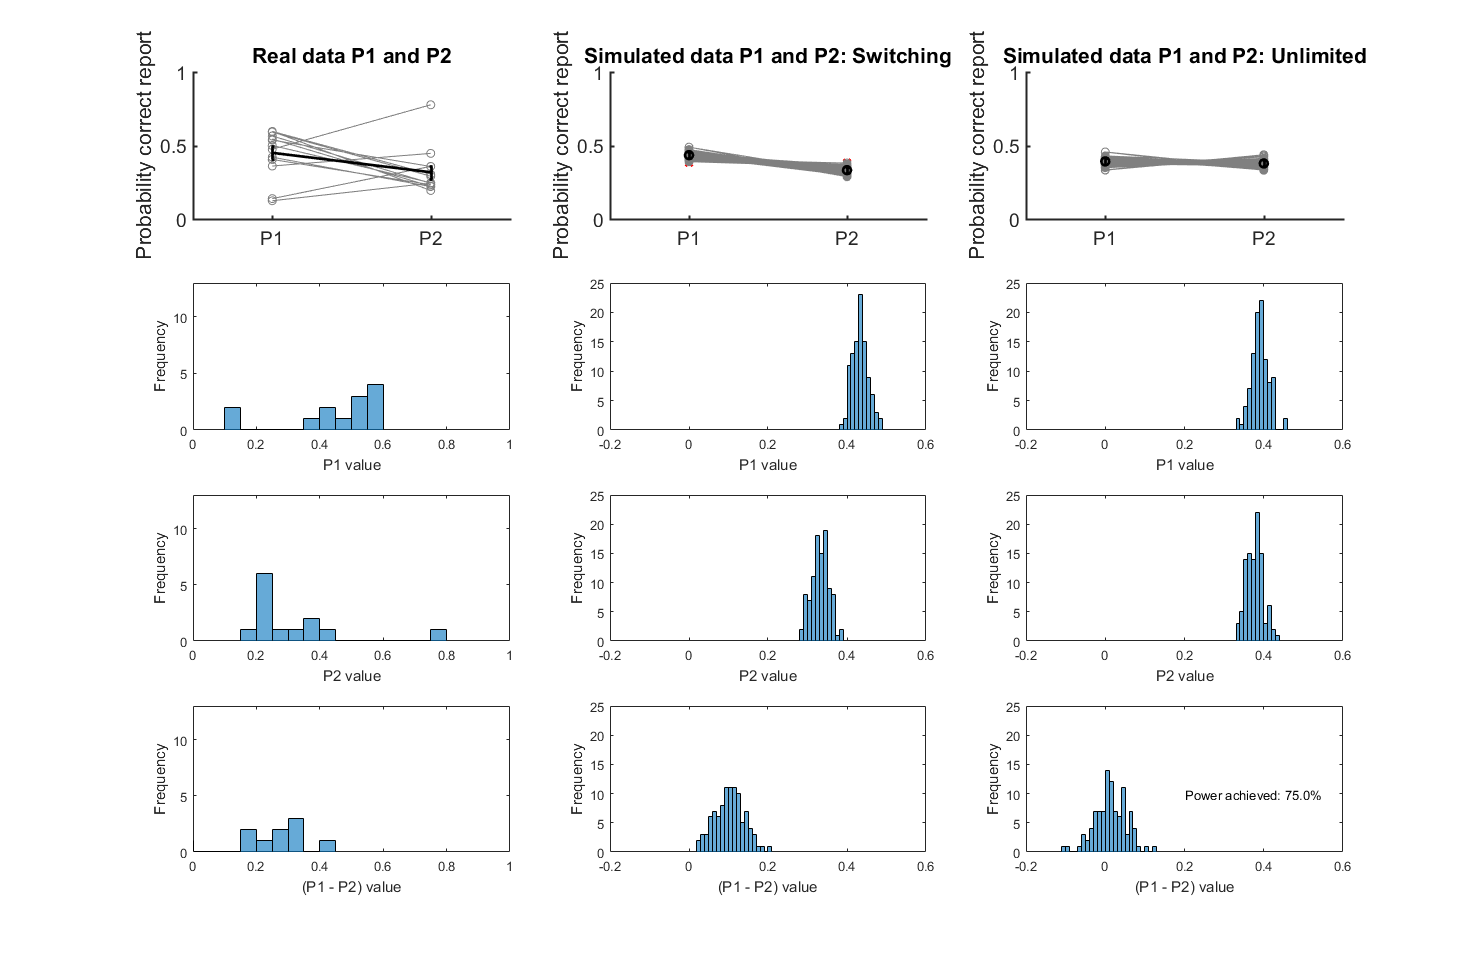 Real data P1 and P2
Probability correct report
1
0.5
0
P1 P2
Simulated data P1 and P2: Switching
Probability correct report
1
0.5
0
P1 P2
Simulated data P1 and P2: Unlimited
Probability correct report
1
0.5
0
P1 P2
Frequency
10
5
0
0 0.2 0.4 0.6 0.8 1
P1 value
Frequency
25
20
15
10
5
0
-0.2 0 0.2 0.4 0.6
P1 value
Frequency
25
20
15
10
5
0
-0.2 0 0.2 0.4 0.6
P1 value
Frequency
10
5
0
0 0.2 0.4 0.6 0.8 1
P2 value
Frequency
25
20
15
10
5
0
-0.2 0 0.2 0.4 0.6
P2 value
Frequency
25
20
15
10
5
0
-0.2 0 0.2 0.4 0.6
P2 value
Frequency
10
5
0
0 0.2 0.4 0.6 0.8 1
(P1 - P2) value
Frequency
25
20
15
10
5
0
-0.2 0 0.2 0.4 0.6
(P1 - P2) value
Frequency
25
20
15
10
5
0
Power achieved: 75.0%
-0.2 0 0.2 0.4 0.6
(P1 - P2) value